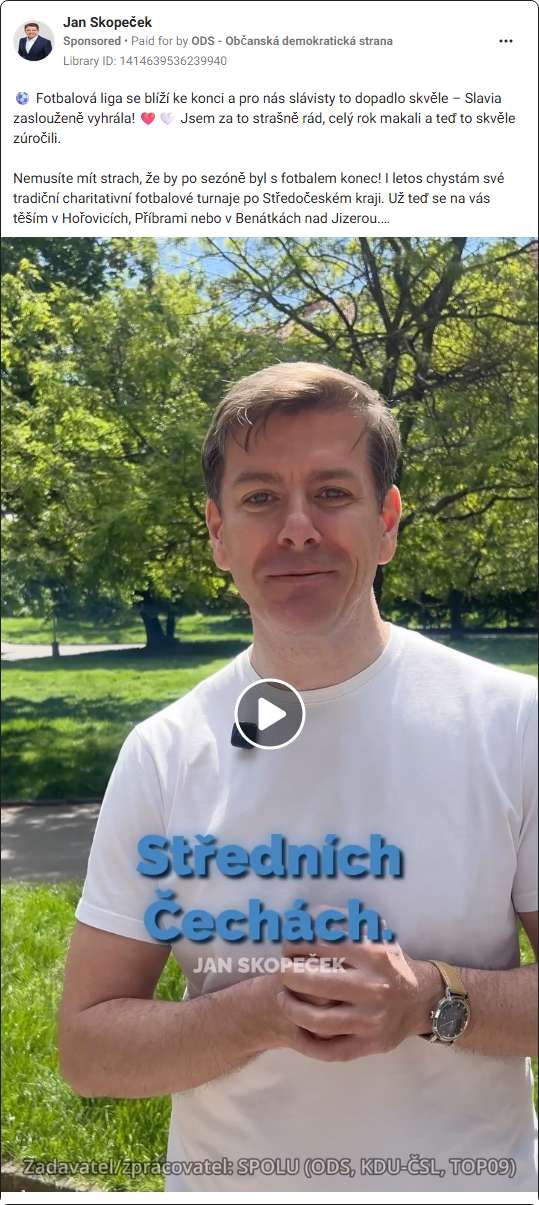 Jan Skopeček
Sponsored • Paid for by ODS - Občanská demokratická strana
Library ID: 1414639536239940
⚽ Fotbalová liga se blíží ke konci a pro nás slávisty to dopadlo skvěle – Slavia
zaslouženě vyhrála! ❤️ 🤍 Jsem za to strašně rád, celý rok makali a teď to skvěle
zúročili.
Nemusíte mít strach, že by po sezóně byl s fotbalem konec! I letos chystám své
tradiční charitativní fotbalové turnaje po Středočeském kraji. Už teď se na vás
těším v Hořovicích, Příbrami nebo v Benátkách nad Jizerou....
Středních
Čechách.
JAN SKOPEČEK
Zadavatel/zpracovatel: SPOLU (ODS, KDU-ČSL, TOP09)